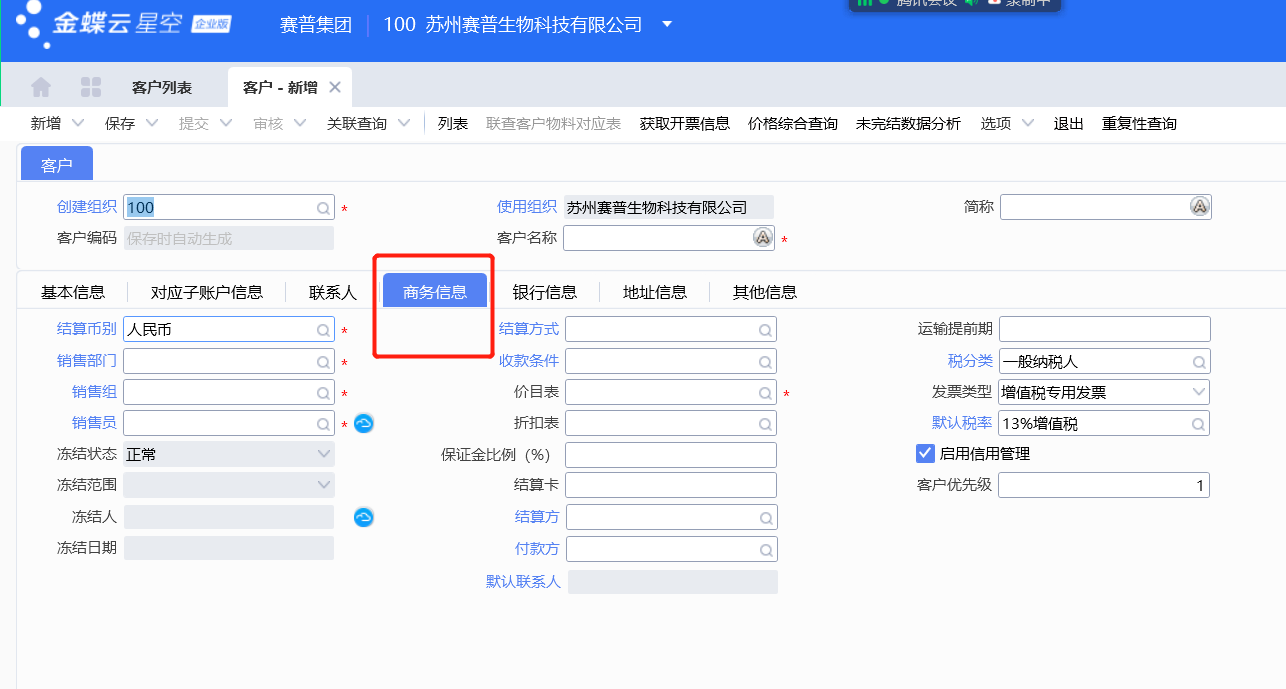 金蝶云 星空 企业版 赛普集团 100 苏州赛普生物科技有限公司 腾讯会议 录制中
客户列表 客户 - 新增
新增 保存 提交 审核 关联查询 列表 联查客户物料对应表 获取开票信息 价格综合查询 未完结数据分析 选项 退出 重复性查询
客户
创建组织 100 * 使用组织 苏州赛普生物科技有限公司 简称
客户编码 保存时自动生成 客户名称 *
基本信息 对应子账户信息 联系人 商务信息 银行信息 地址信息 其他信息
结算币别 人民币 * 结算方式 运输提前期
销售部门 * 收款条件 税分类 一般纳税人
销售组 * 价目表 * 发票类型 增值税专用发票
销售员 * 折扣表 默认税率 13%增值税
冻结状态 正常 保证金比例（%） 启用信用管理
冻结范围 结算卡 客户优先级 1
冻结人 结算方
冻结日期 付款方
默认联系人